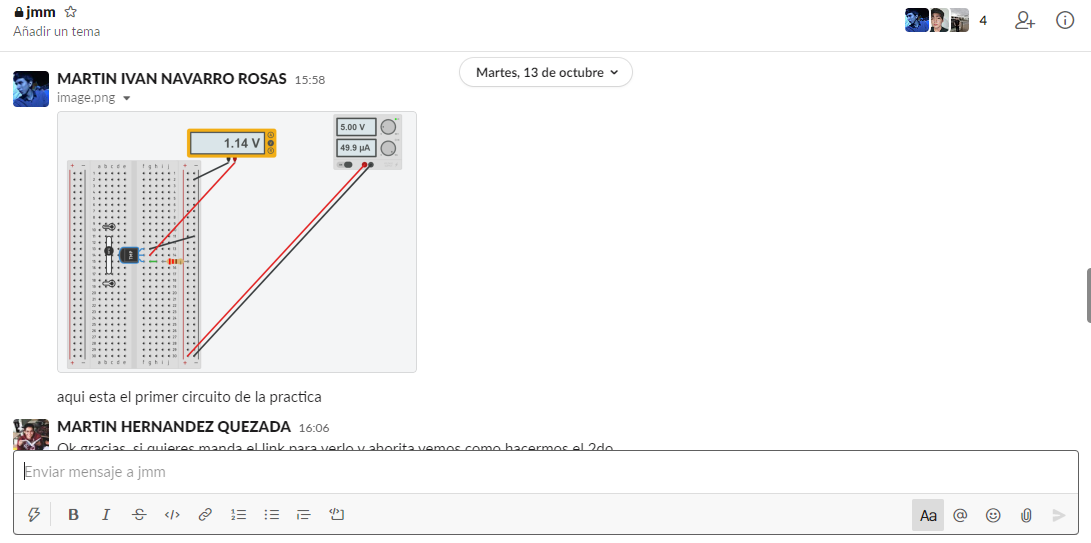 jmm
Añadir un tema
4
Martes, 13 de octubre
MARTIN IVAN NAVARRO ROSAS 15:58
image.png
1.14 V
5.00 V
49.9 µA
a b c d e f g h i j
TMP
a b c d e f g h i j
aqui esta el primer circuito de la practica
MARTIN HERNANDEZ QUEZADA 16:06
Ok gracias, si quieres manda el link para verlo y ahorita vemos como hacermos el 2do
Enviar mensaje a jmm
B I S </> Aa @